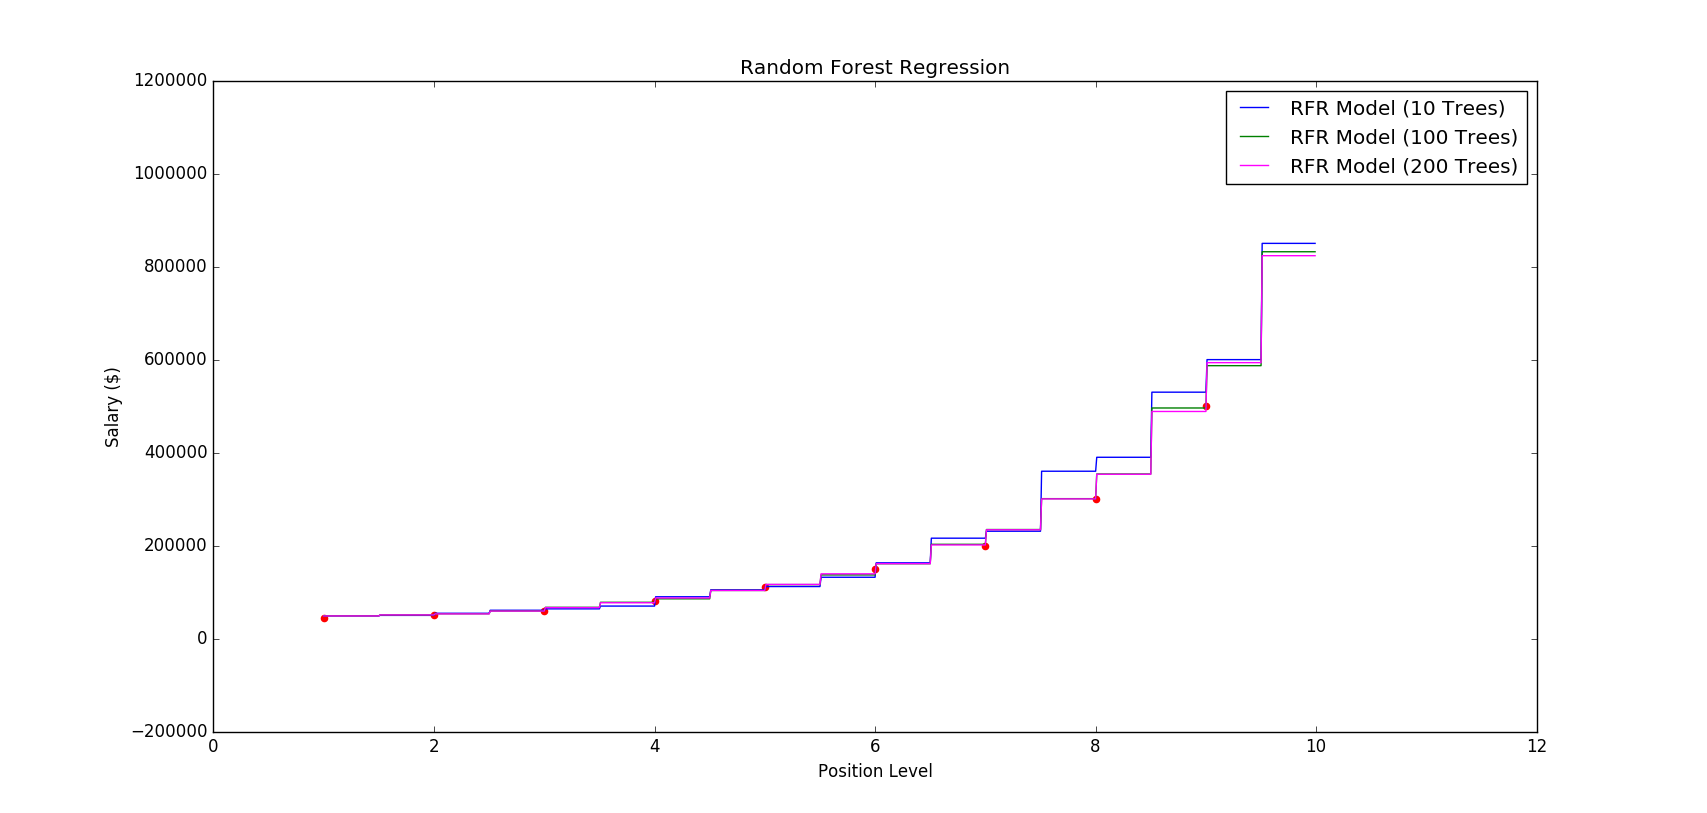 Random Forest Regression
1200000
1000000
800000
600000
400000
200000
0
−200000
Salary ($)
RFR Model (10 Trees)
RFR Model (100 Trees)
RFR Model (200 Trees)
0 2 4 6 8 10 12
Position Level